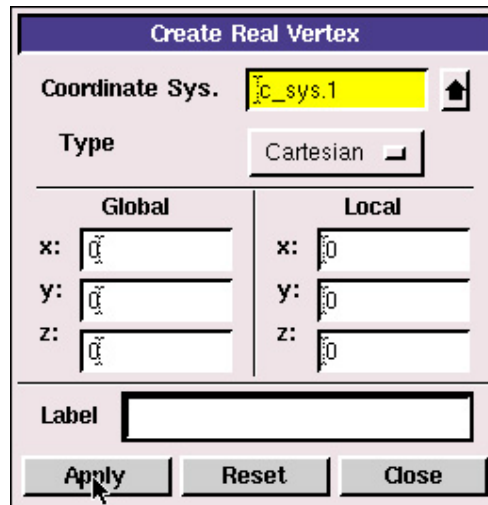 Create Real Vertex
Coordinate Sys. c_sys.1
Type Cartesian
Global Local
x: 0 x: 0
y: 0 y: 0
z: 0 z: 0
Label
Apply Reset Close